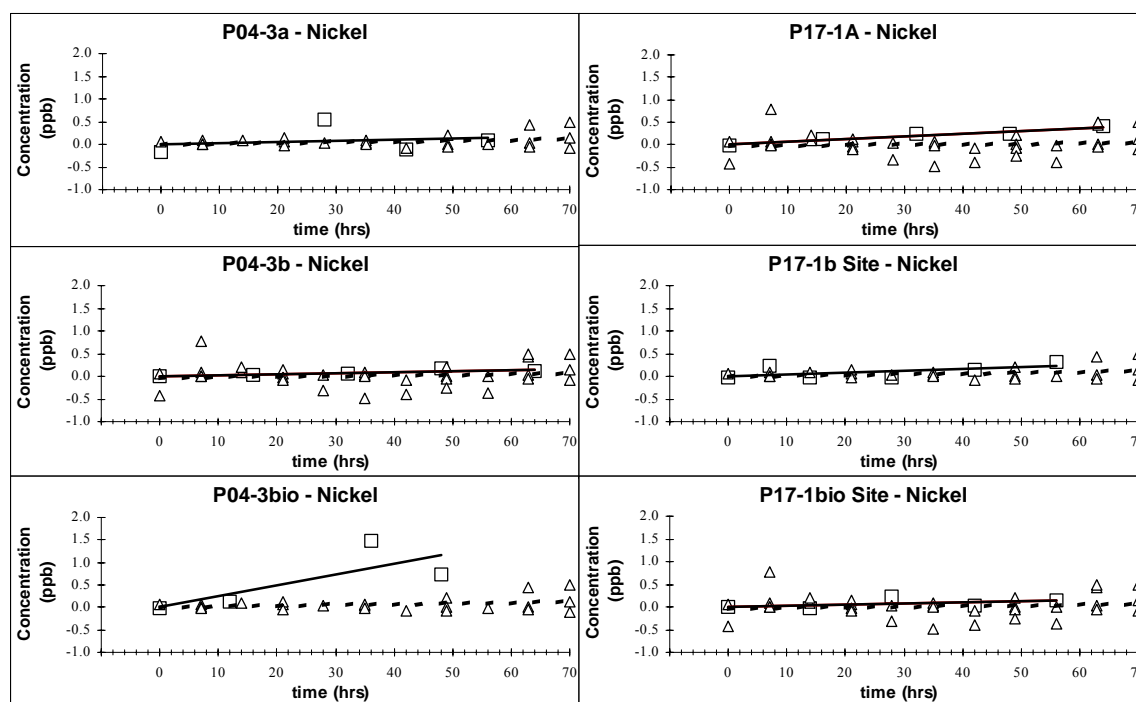 P04-3a - Nickel
Concentration
(ppb)
2.0
1.5
1.0
0.5
0.0
-0.5
-1.0
0 10 20 30 40 50 60 70
time (hrs)
P17-1A - Nickel
Concentration
(ppb)
2.0
1.5
1.0
0.5
0.0
-0.5
-1.0
0 10 20 30 40 50 60 70
time (hrs)
P04-3b - Nickel
Concentration
(ppb)
2.0
1.5
1.0
0.5
0.0
-0.5
-1.0
0 10 20 30 40 50 60 70
time (hrs)
P17-1b Site - Nickel
Concentration
(ppb)
2.0
1.5
1.0
0.5
0.0
-0.5
-1.0
0 10 20 30 40 50 60 7
time (hrs)
P04-3bio - Nickel
Concentration
(ppb)
2.0
1.5
1.0
0.5
0.0
-0.5
-1.0
0 10 20 30 40 50 60 70
time (hrs)
P17-1bio Site - Nickel
Concentration
(ppb)
2.0
1.5
1.0
0.5
0.0
-0.5
-1.0
0 10 20 30 40 50 60 7
time (hrs)